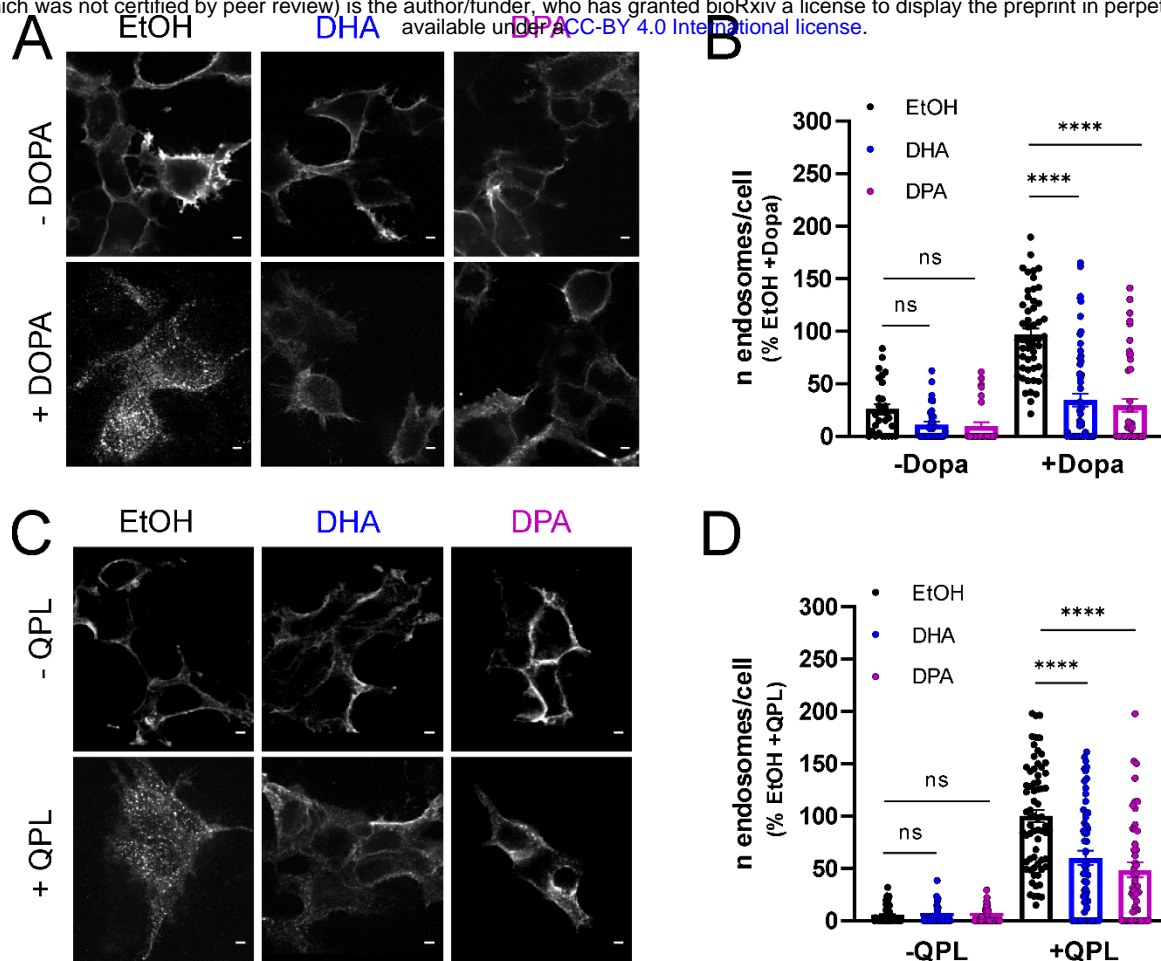 hich was not certified by peer review) is the author/funder, who has granted bioRxiv a license to display the preprint in perpet
available under aCC-BY 4.0 International license.
A
EtOH
DHA
DPA
- DOPA
+ DOPA
B
EtOH
DHA
DPA
n endosomes/cell
(% EtOH +Dopa)
300
250
200
150
100
50
0
ns
ns
****
****
-Dopa
+Dopa
C
EtOH
DHA
DPA
- QPL
+ QPL
D
EtOH
DHA
DPA
n endosomes/cell
(% EtOH +QPL)
300
250
200
150
100
50
0
ns
ns
****
****
-QPL
+QPL